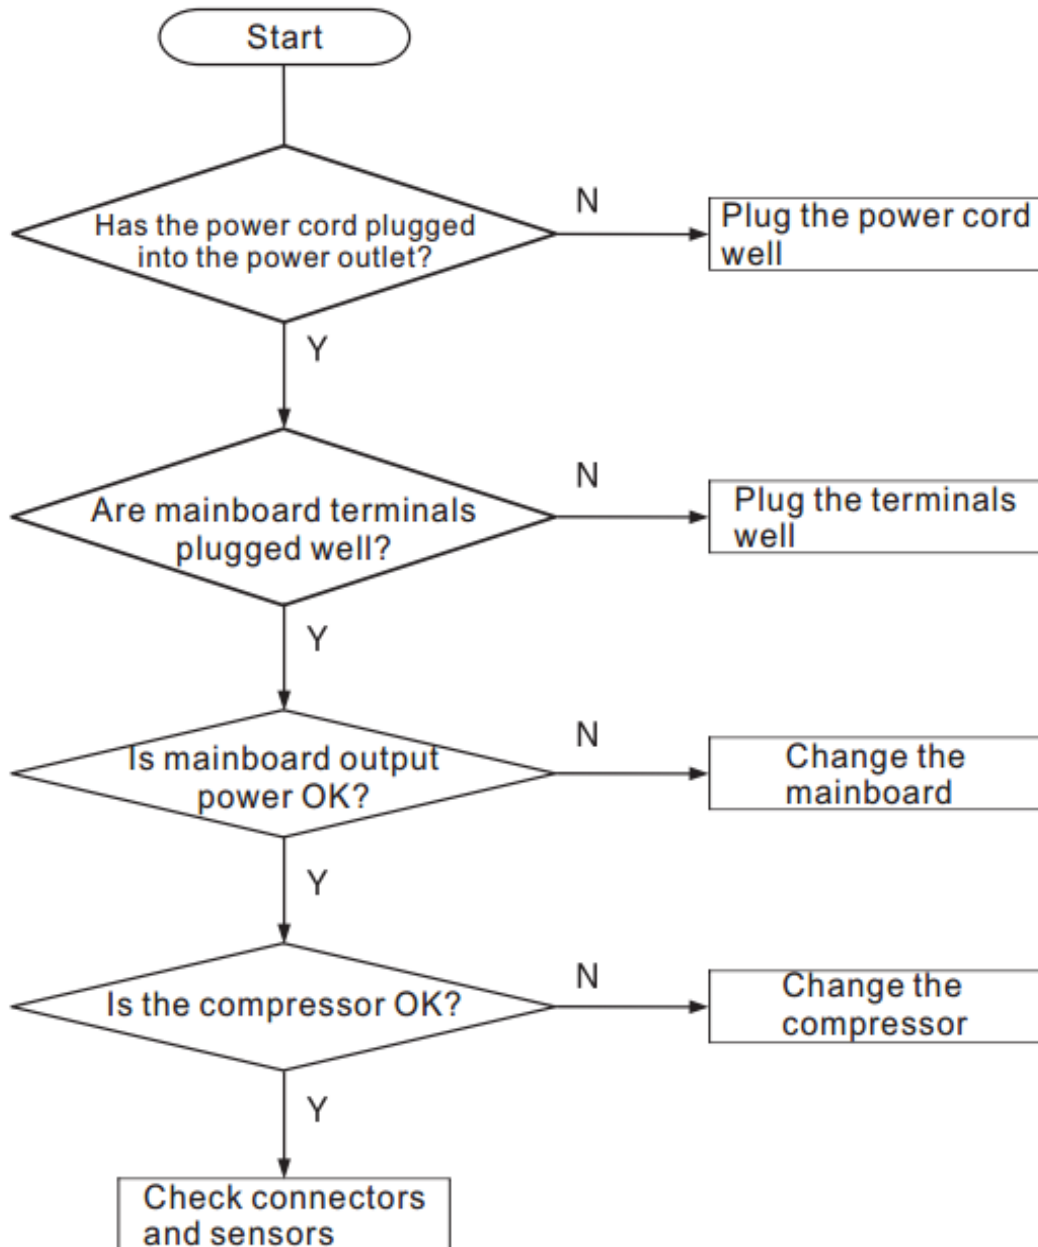 Start
Has the power cord plugged
into the power outlet?
N
Plug the power cord
well
Y
Are mainboard terminals
plugged well?
N
Plug the terminals
well
Y
Is mainboard output
power OK?
N
Change the
mainboard
Y
Is the compressor OK?
N
Change the
compressor
Y
Check connectors
and sensors